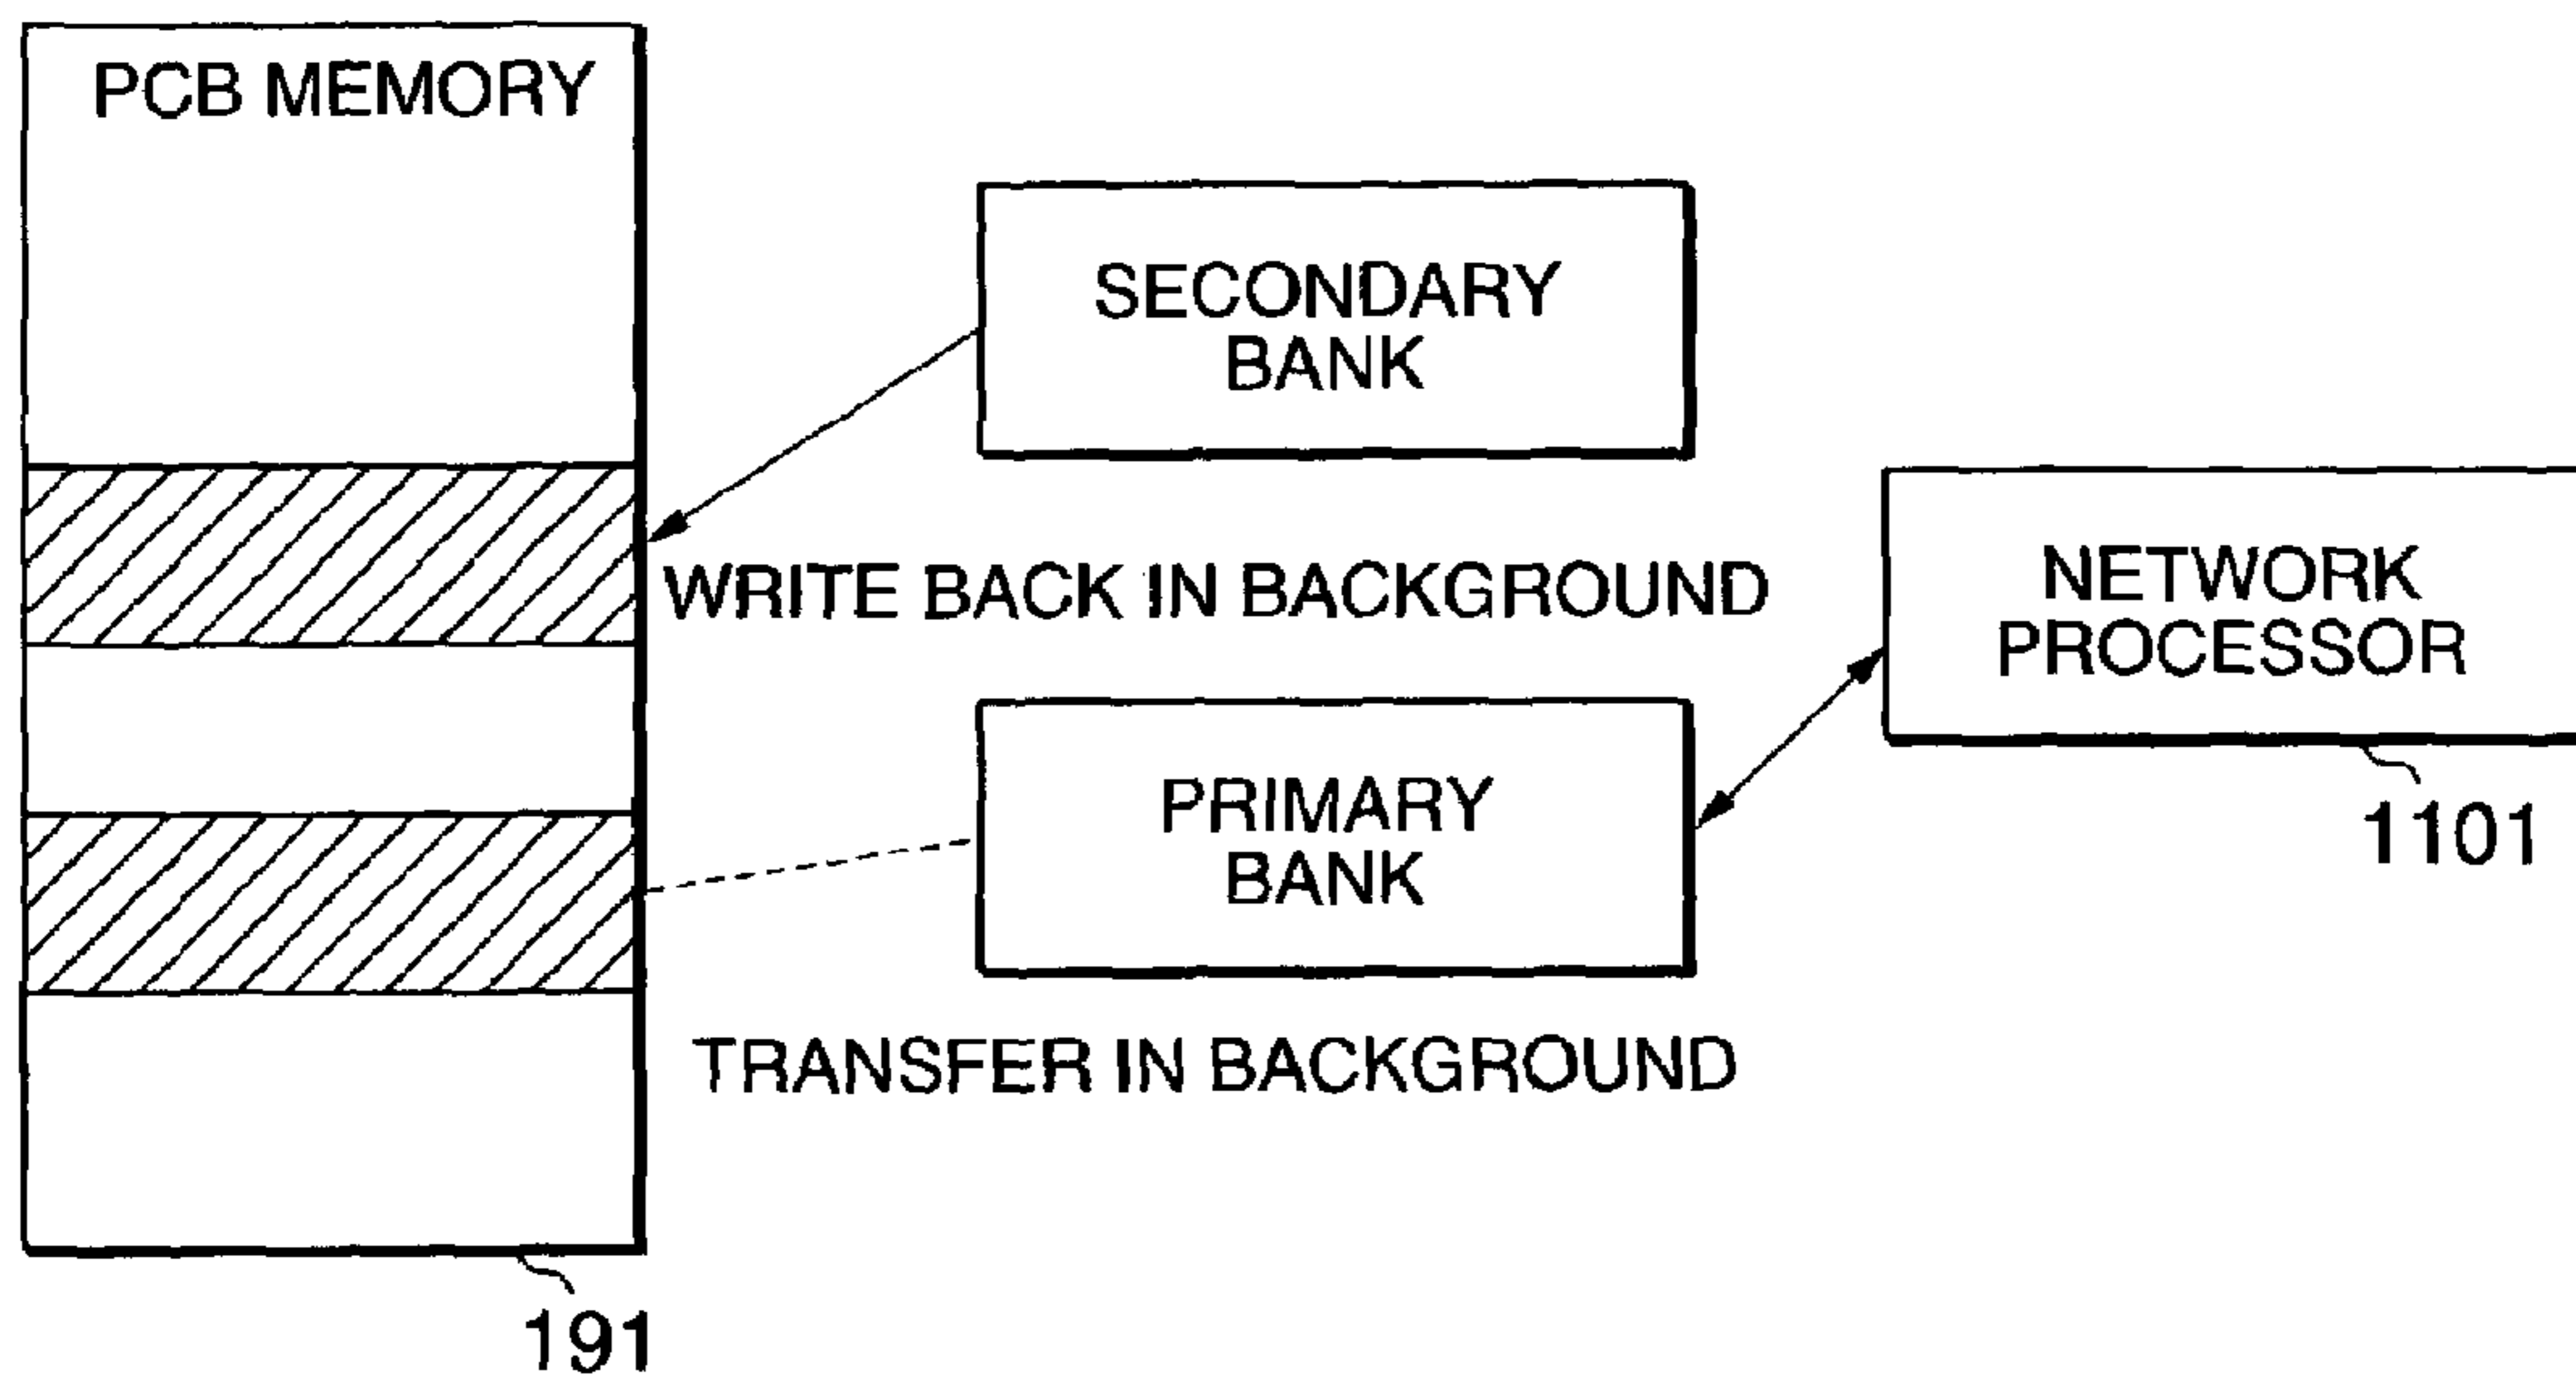 PCB MEMORY
SECONDARY
BANK
WRITE BACK IN BACKGROUND
NETWORK
PROCESSOR
1101
PRIMARY
BANK
TRANSFER IN BACKGROUND
191